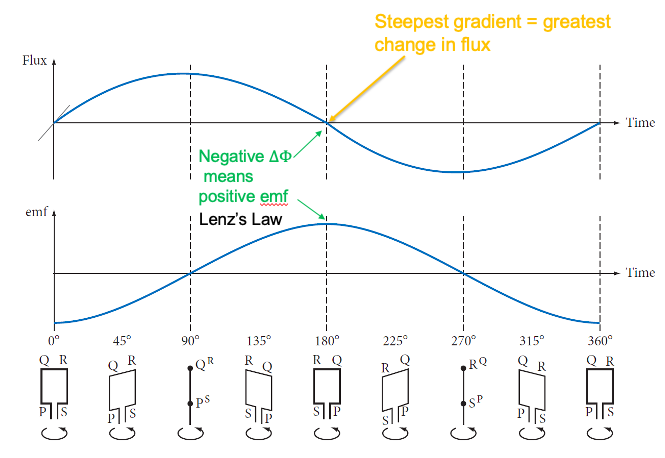 Steepest gradient = greatest
change in flux
Flux
Time
Negative ΔΦ
means
positive emf
Lenz's Law
emf
Time
0° 45° 90° 135° 180° 225° 270° 315° 360°
Q R Q R Q R R Q R Q R Q R Q Q R Q R
P S P S P S S P S P S P S P P S P S